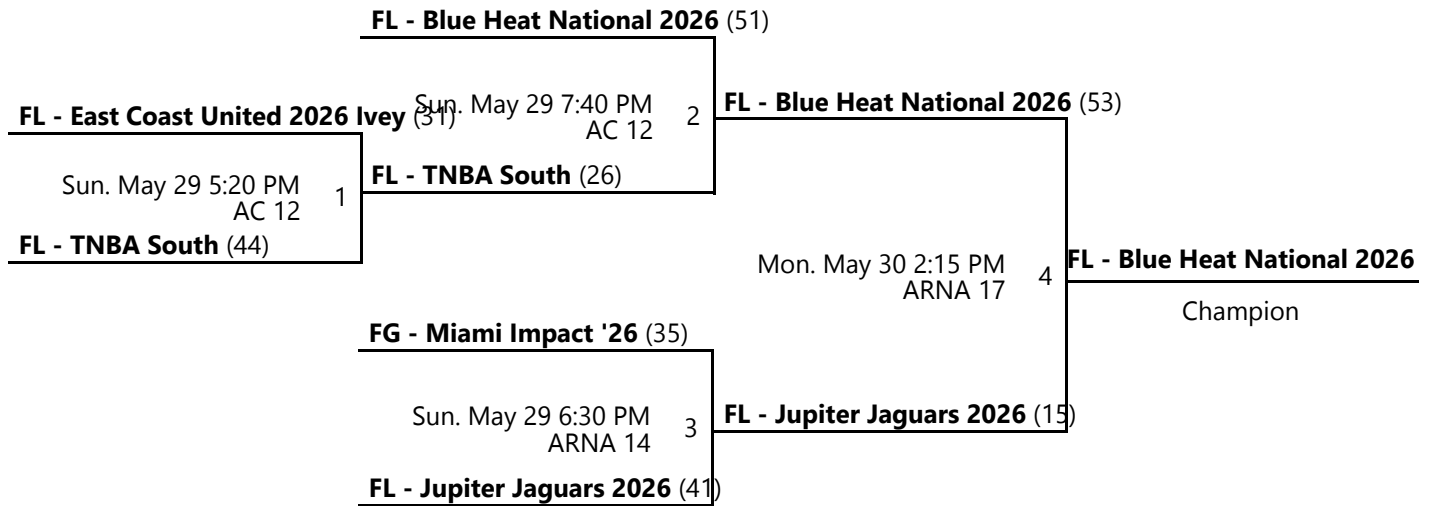 FL - Blue Heat National 2026 (51)
Sun. May 29 7:40 PM
AC 12
2
FL - Blue Heat National 2026 (53)
FL - East Coast United 2026 Ivey (31)
Sun. May 29 5:20 PM
AC 12
1
FL - TNBA South (26)
FL - TNBA South (44)
Mon. May 30 2:15 PM
ARNA 17
4
FL - Blue Heat National 2026
Champion
FG - Miami Impact '26 (35)
Sun. May 29 6:30 PM
ARNA 14
3
FL - Jupiter Jaguars 2026 (15)
FL - Jupiter Jaguars 2026 (41)